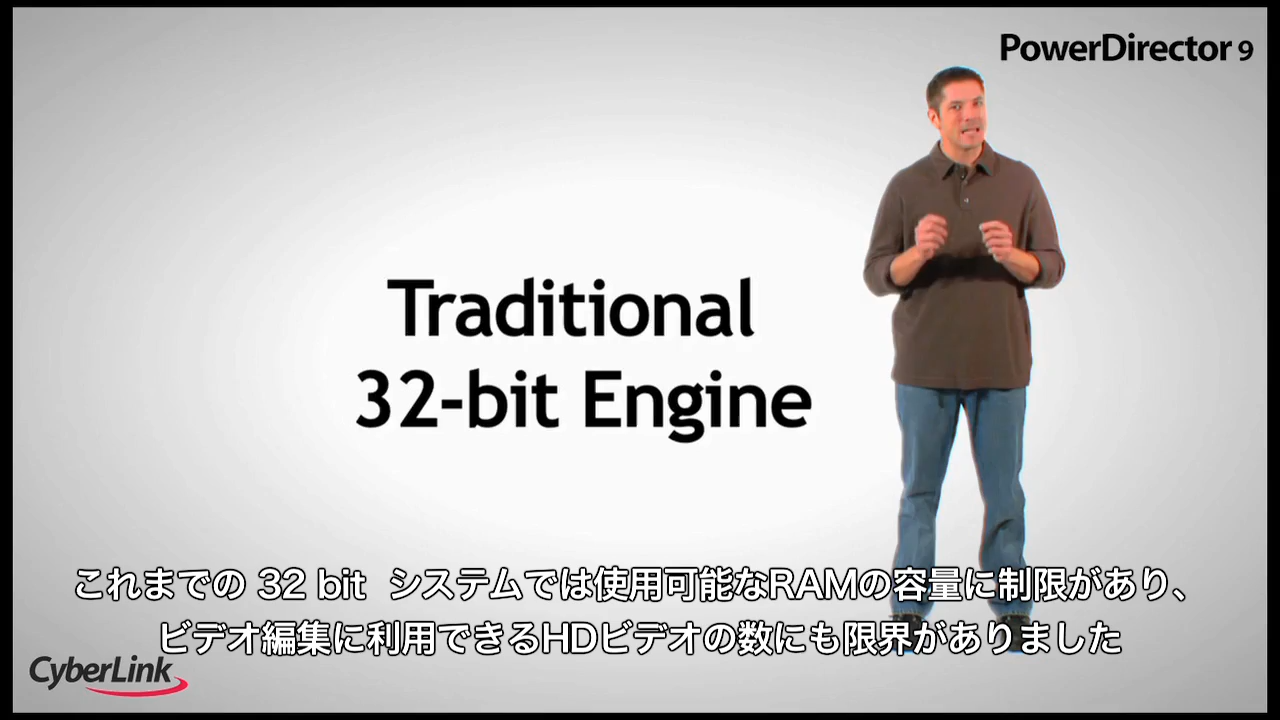 PowerDirector 9
Traditional
32-bit Engine
これまでの 32 bit システムでは使用可能なRAMの容量に制限があり、
ビデオ編集に利用できるHDビデオの数にも限界がありました
CyberLink